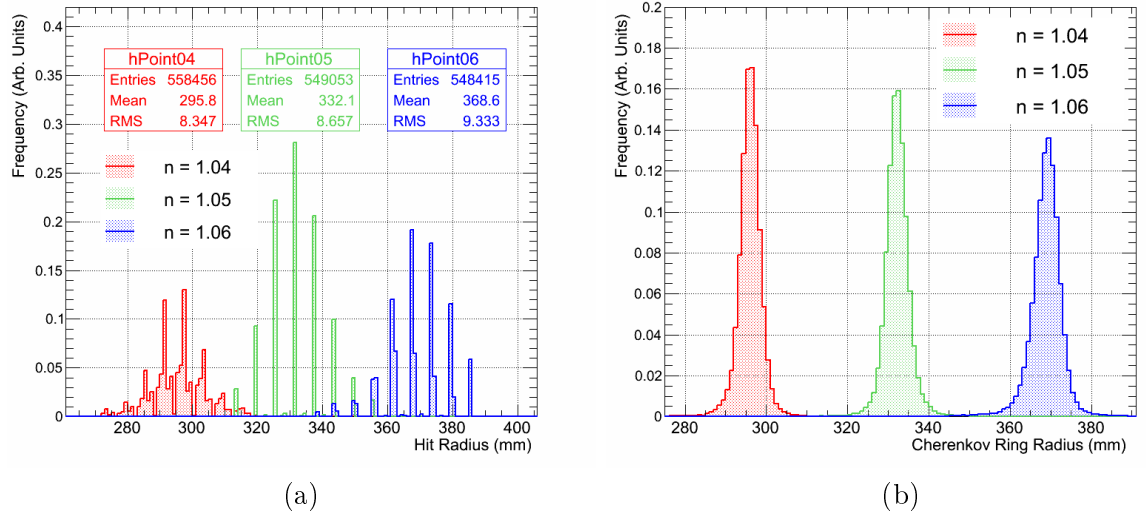 Frequency (Arb. Units)
0.4
0.35
0.3
0.25
0.2
0.15
0.1
0.05
0
hPoint04
Entries 558456
Mean 295.8
RMS 8.347
hPoint05
Entries 549053
Mean 332.1
RMS 8.657
hPoint06
Entries 548415
Mean 368.6
RMS 9.333
n = 1.04
n = 1.05
n = 1.06
280 300 320 340 360 380 400
Hit Radius (mm)
(a)
Frequency (Arb. Units)
0.2
0.18
0.16
0.14
0.12
0.1
0.08
0.06
0.04
0.02
0
n = 1.04
n = 1.05
n = 1.06
280 300 320 340 360 380
Cherenkov Ring Radius (mm)
(b)